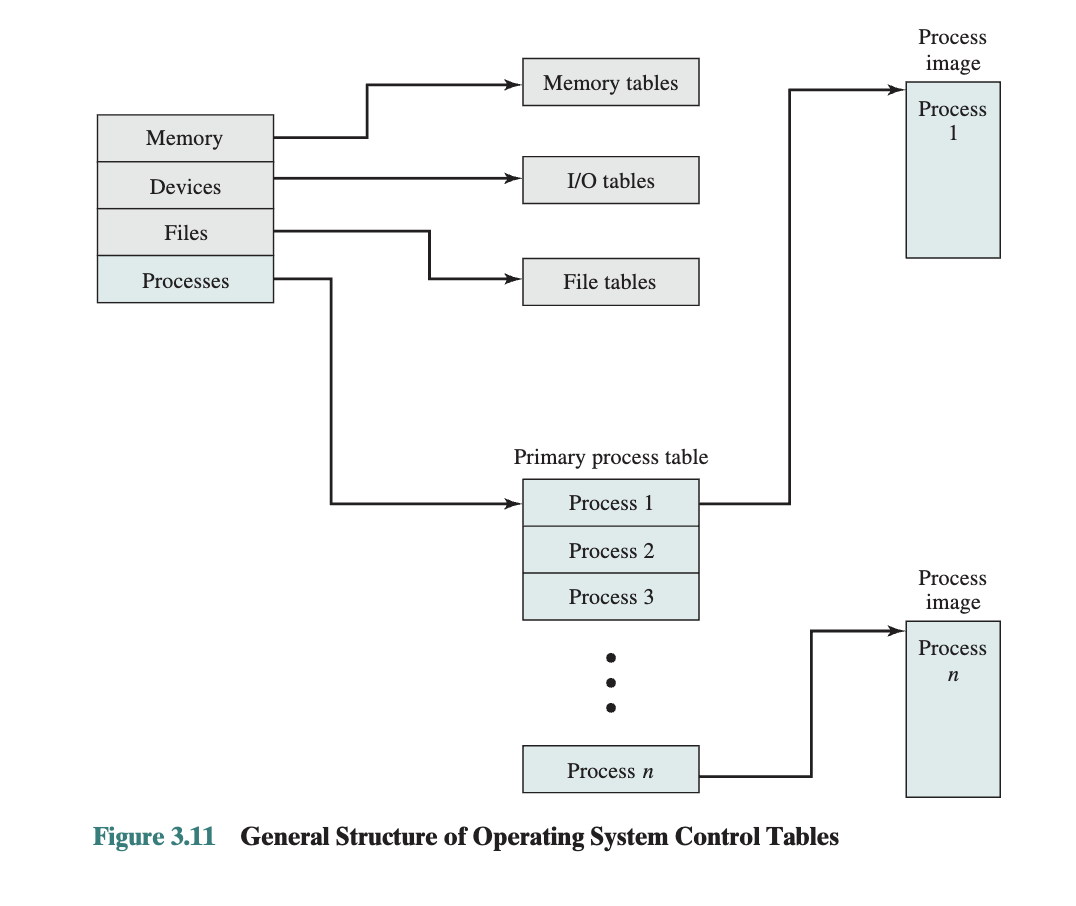 Memory
Devices
Files
Processes
Memory tables
I/O tables
File tables
Primary process table
Process 1
Process 2
Process 3
Process n
Process
image
Process
1
Process
image
Process
n
Figure 3.11 General Structure of Operating System Control Tables